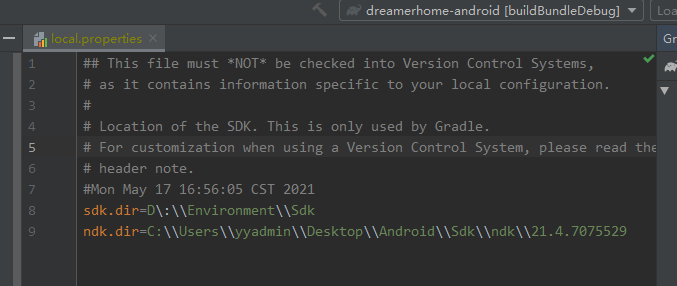 dreamerhome-android [buildBundleDebug]
Loa
local.properties
Gr
1 ## This file must *NOT* be checked into Version Control Systems,
2 # as it contains information specific to your local configuration.
3 #
4 # Location of the SDK. This is only used by Gradle.
5 # For customization when using a Version Control System, please read the
6 # header note.
7 #Mon May 17 16:56:05 CST 2021
8 sdk.dir=D\:\\Environment\\Sdk
9 ndk.dir=C:\\Users\\yyadmin\\Desktop\\Android\\Sdk\\ndk\\21.4.7075529